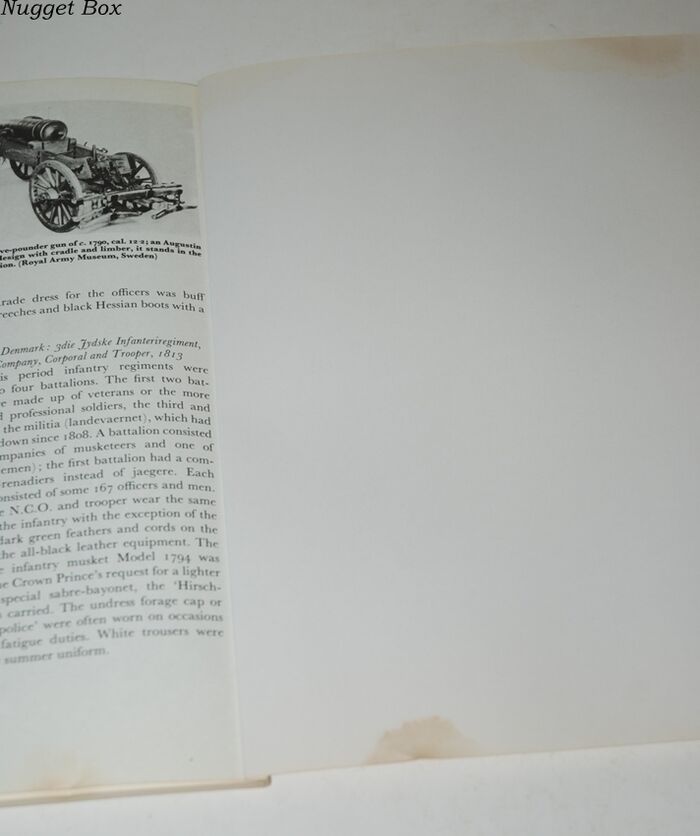 Nugget Box
ve-pounder gun of c. 1790, cal. 12·2; an Augustin
design with cradle and limber, it stands in the
ion. (Royal Army Museum, Sweden)
rade dress for the officers was buff
reeches and black Hessian boots with a
Denmark: 3die Jydske Infanteriregiment,
Company, Corporal and Trooper, 1813
is period infantry regiments were
o four battalions. The first two bat-
re made up of veterans or the more
d professional soldiers, the third and
the militia (landevaernet), which had
down since 1808. A battalion consisted
mpanies of musketeers and one of
emen); the first battalion had a com-
renadiers instead of jaegere. Each
onsisted of some 167 officers and men.
e N.C.O. and trooper wear the same
the infantry with the exception of the
dark green feathers and cords on the
the all-black leather equipment. The
e infantry musket Model 1794 was
he Crown Prince's request for a lighter
special sabre-bayonet, the 'Hirsch-
s carried. The undress forage cap or
police' were often worn on occasions
fatigue duties. White trousers were
summer uniform.